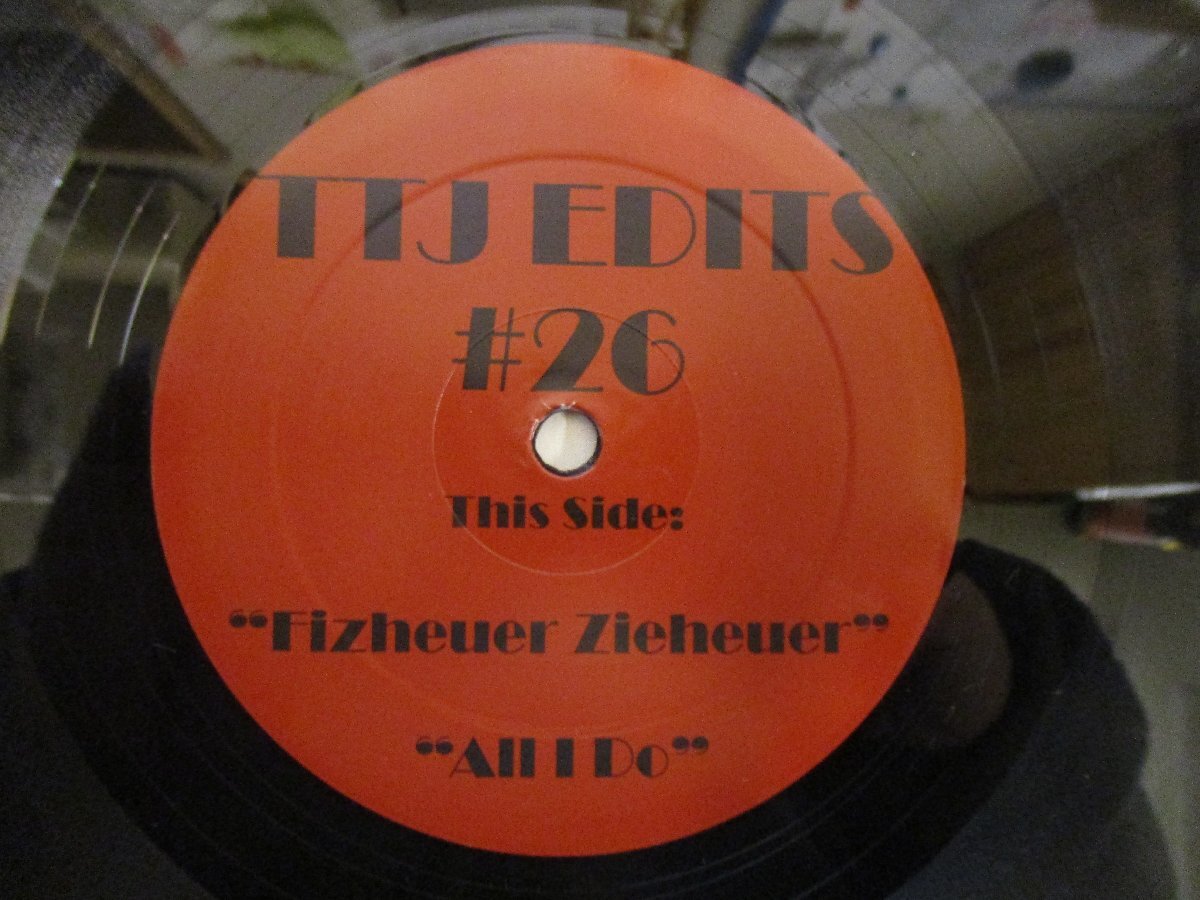 TTJ EDITS
#26
This Side:
“Fizheuer Zieheuer”
“All I Do”